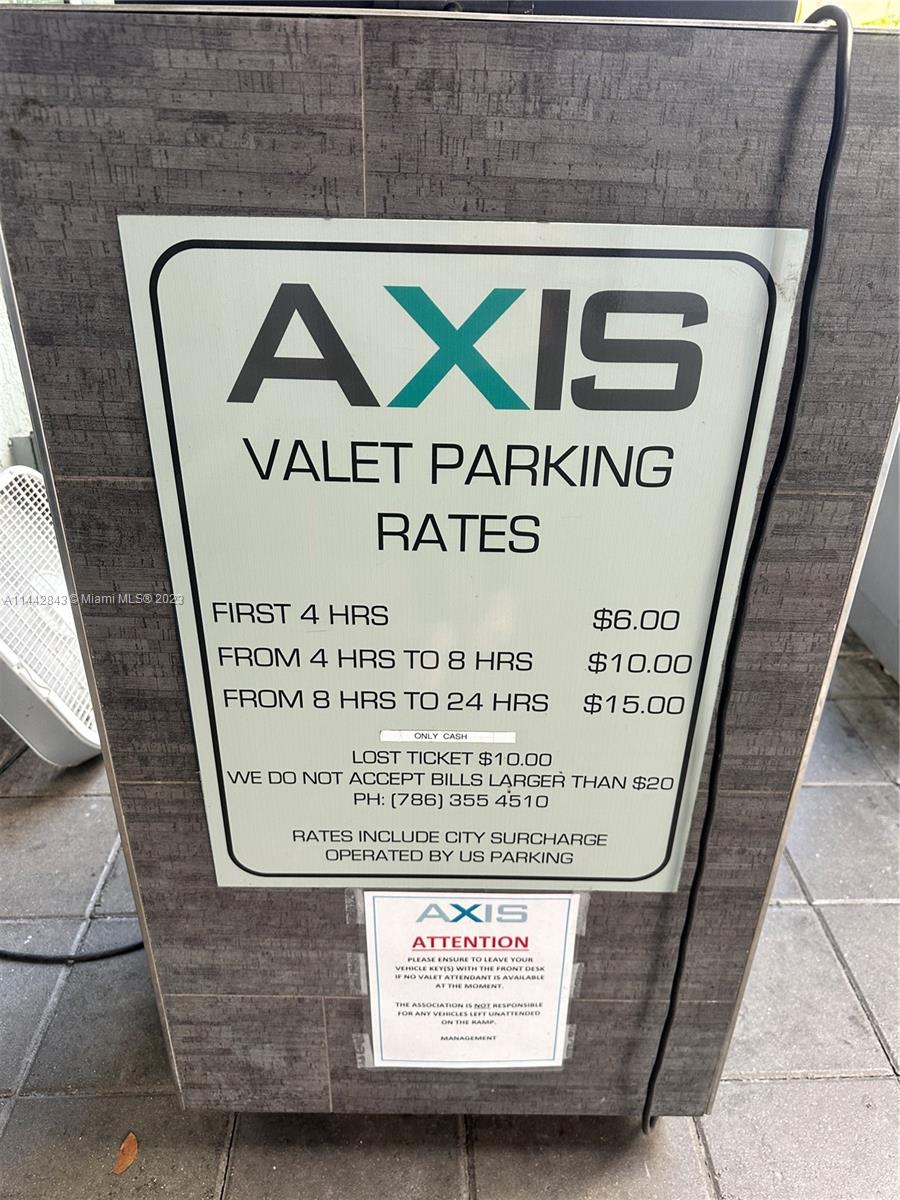 AXIS
VALET PARKING
RATES
FIRST 4 HRS $6.00
FROM 4 HRS TO 8 HRS $10.00
FROM 8 HRS TO 24 HRS $15.00
ONLY CASH
LOST TICKET $10.00
WE DO NOT ACCEPT BILLS LARGER THAN $20
PH: (786) 355 4510
RATES INCLUDE CITY SURCHARGE
OPERATED BY US PARKING
A11442843 © Miami MLS® 2023
AXIS
ATTENTION
PLEASE ENSURE TO LEAVE YOUR
VEHICLE KEY(S) WITH THE FRONT DESK
IF NO VALET ATTENDANT IS AVAILABLE
AT THE MOMENT.
THE ASSOCIATION IS NOT RESPONSIBLE
FOR ANY VEHICLES LEFT UNATTENDED
ON THE RAMP.
MANAGEMENT